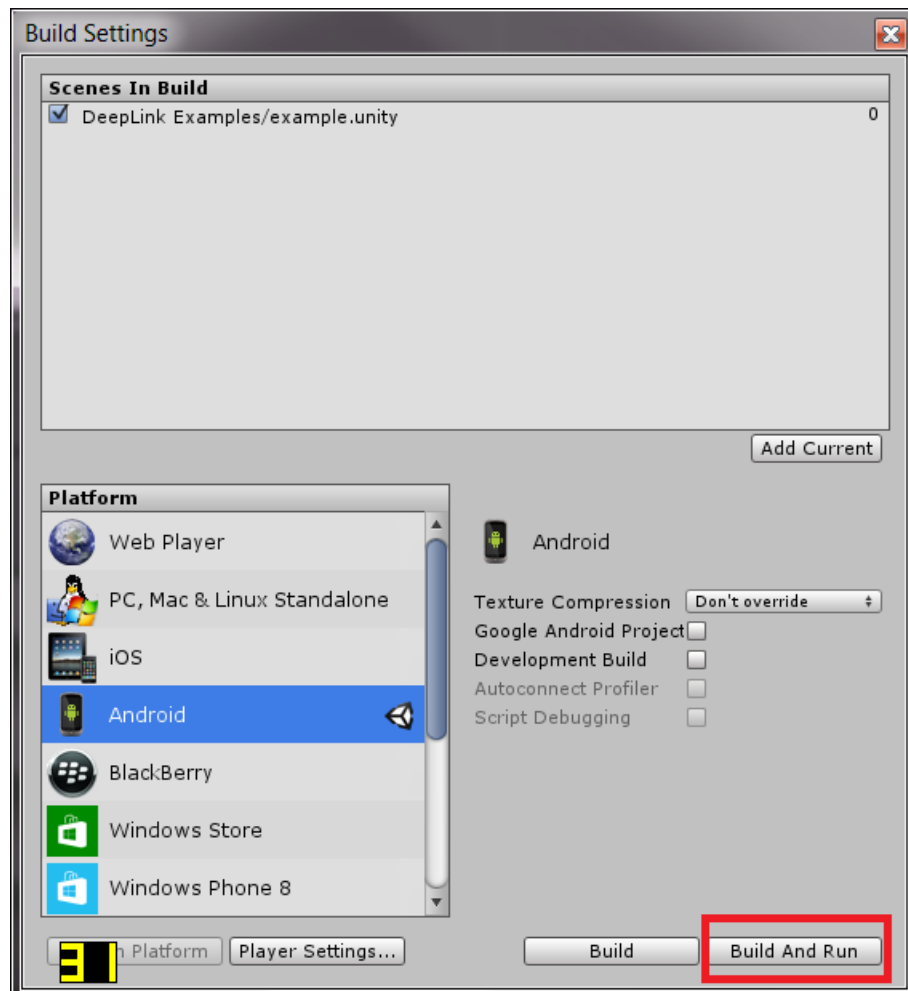 Build Settings
Scenes In Build
DeepLink Examples/example.unity 0
Add Current
Platform
Web Player
PC, Mac & Linux Standalone
iOS
Android
BlackBerry
Windows Store
Windows Phone 8
Android
Texture Compression Don't override
Google Android Project
Development Build
Autoconnect Profiler
Script Debugging
Platform Player Settings... Build Build And Run